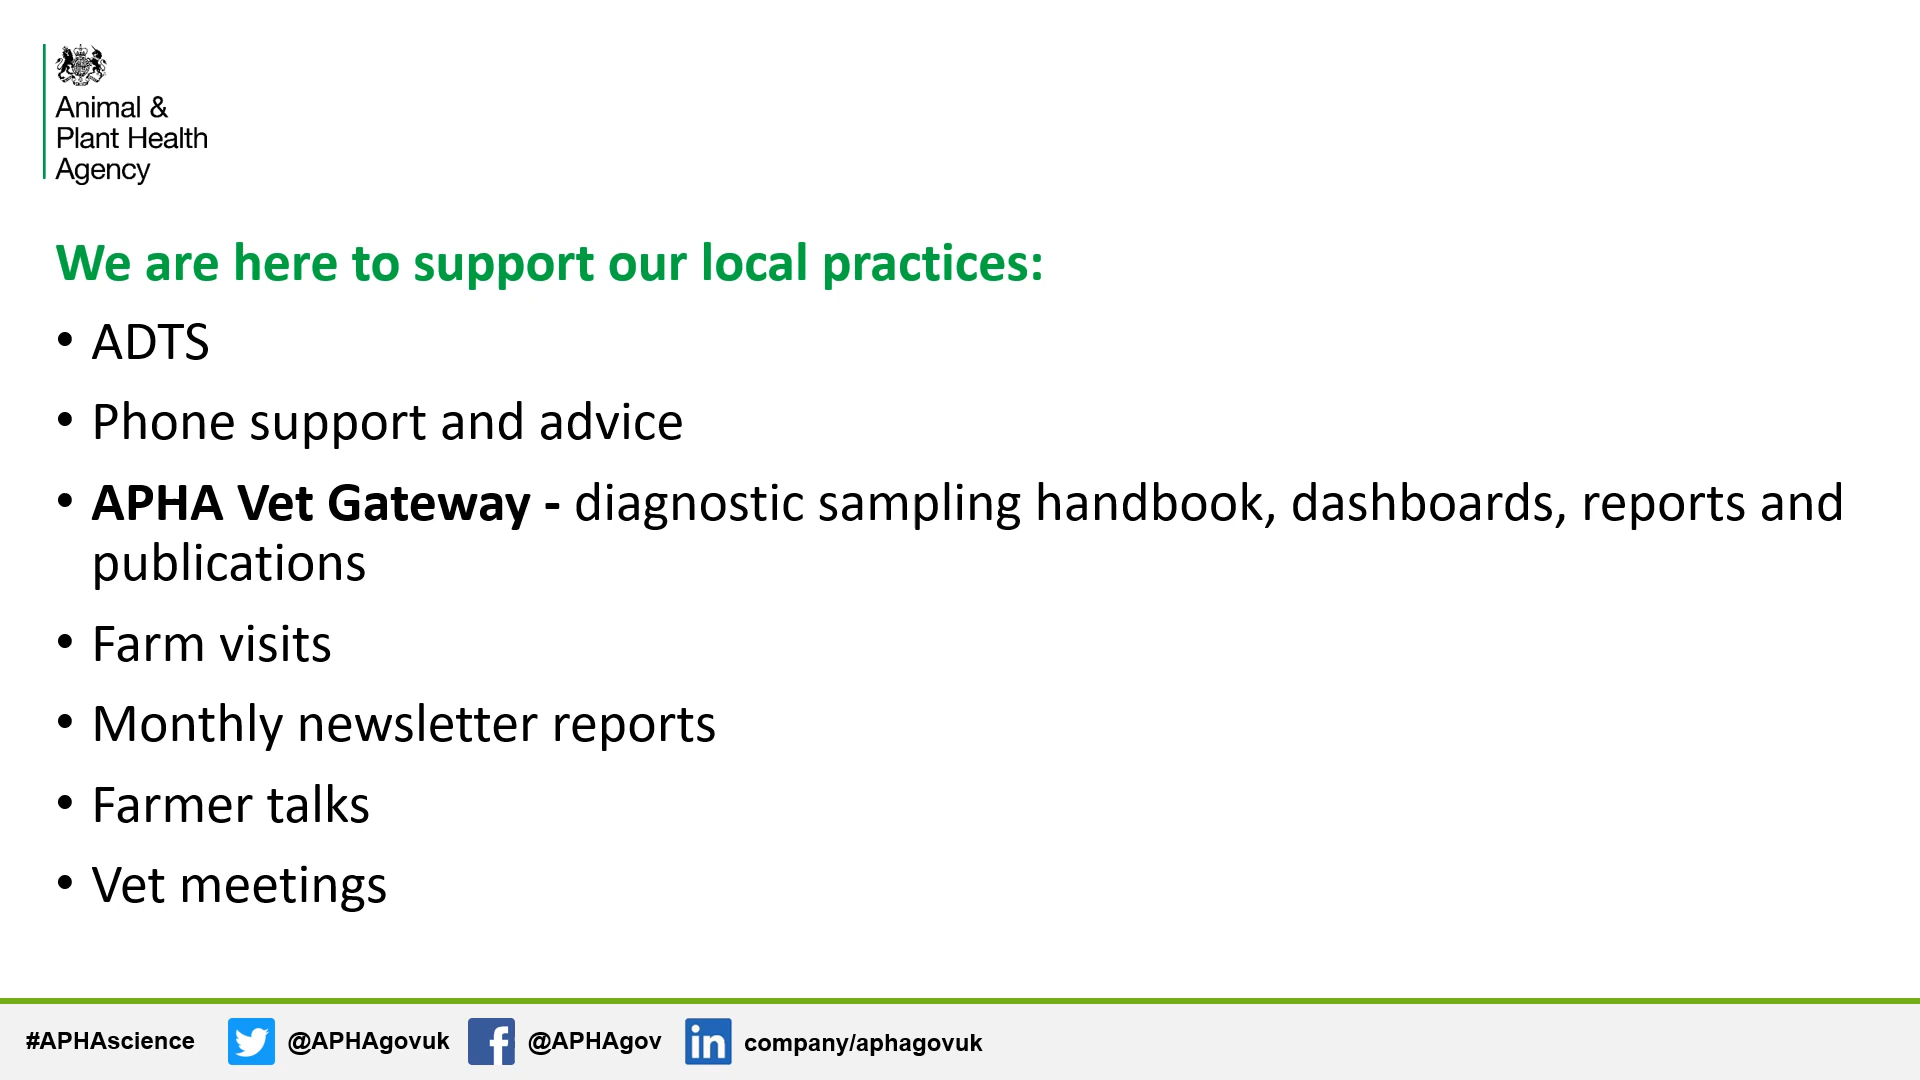 Animal &
Plant Health
Agency
We are here to support our local practices:
• ADTS
• Phone support and advice
• APHA Vet Gateway - diagnostic sampling handbook, dashboards, reports and
publications
• Farm visits
• Monthly newsletter reports
• Farmer talks
• Vet meetings
#APHAscience @APHAgovuk @APHAgov in company/aphagovuk